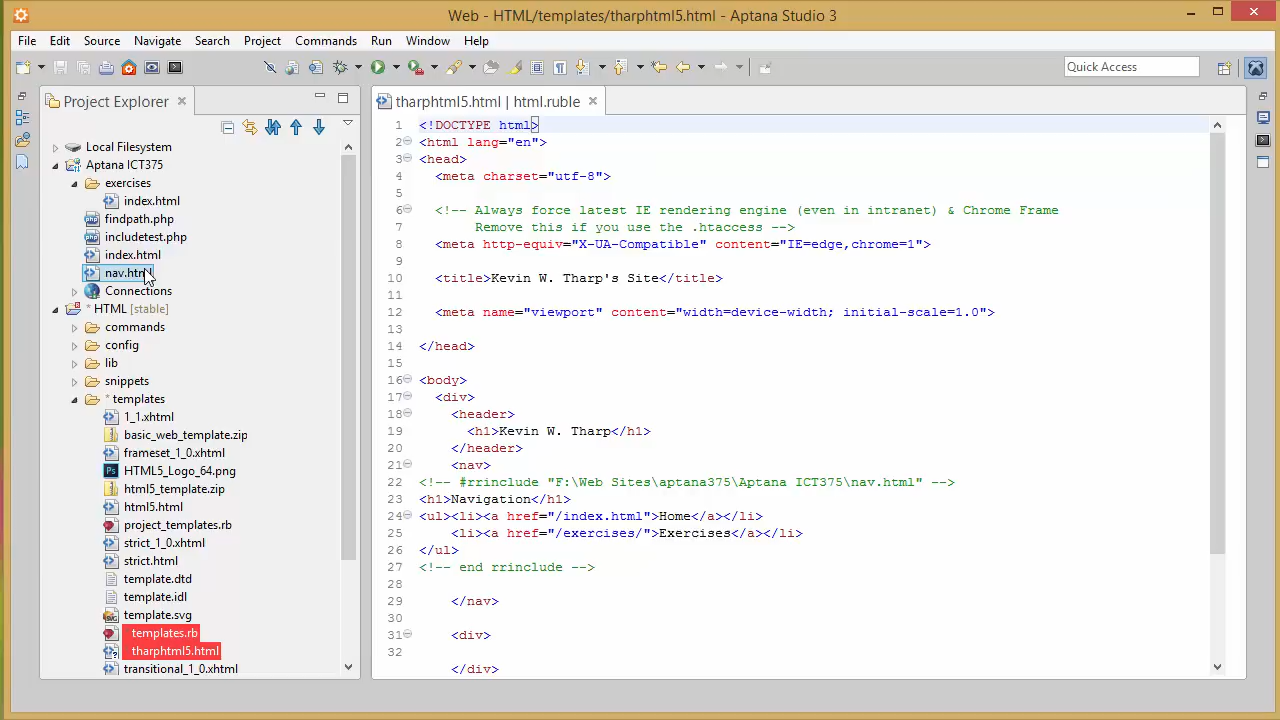 Web - HTML/templates/tharphtml5.html - Aptana Studio 3
File Edit Source Navigate Search Project Commands Run Window Help
Quick Access
Project Explorer
Local Filesystem
Aptana ICT375
exercises
index.html
findpath.php
includetest.php
index.html
nav.html
Connections
* HTML [stable]
commands
config
lib
snippets
* templates
1_1.xhtml
basic_web_template.zip
frameset_1_0.xhtml
HTML5_Logo_64.png
html5_template.zip
html5.html
project_templates.rb
strict_1_0.xhtml
strict.html
template.dtd
template.idl
template.svg
templates.rb
tharphtml5.html
transitional_1_0.xhtml
tharphtml5.html | html.ruble
1 <!DOCTYPE html>
2 <html lang="en">
3 <head>
4 <meta charset="utf-8">
5
6 <!-- Always force latest IE rendering engine (even in intranet) & Chrome Frame
7 Remove this if you use the .htaccess -->
8 <meta http-equiv="X-UA-Compatible" content="IE=edge,chrome=1">
9
10 <title>Kevin W. Tharp's Site</title>
11
12 <meta name="viewport" content="width=device-width; initial-scale=1.0">
13
14 </head>
15
16 <body>
17 <div>
18 <header>
19 <h1>Kevin W. Tharp</h1>
20 </header>
21 <nav>
22 <!-- #rrinclude "F:\Web Sites\aptana375\Aptana ICT375\nav.html" -->
23 <h1>Navigation</h1>
24 <ul><li><a href="/index.html">Home</a></li>
25 <li><a href="/exercises/">Exercises</a></li>
26 </ul>
27 <!-- end rrinclude -->
28
29 </nav>
30
31 <div>
32
</div>